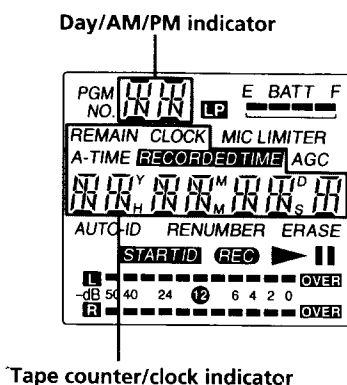 Day/AM/PM indicator
PGM E BATT F
NO. LP
REMAIN CLOCK MIC LIMITER
A-TIME RECORDED TIME AGC
Y M D
H M S
AUTO-ID RENUMBER ERASE
START ID REC
L OVER
-dB 50 40 24 12 6 4 2 0
R OVER
Tape counter/clock indicator